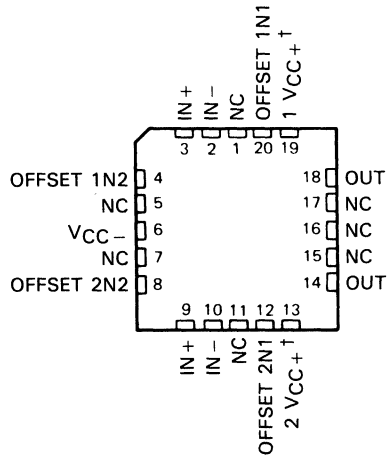 IN+
IN-
NC
OFFSET 1N1
1 VCC+†
3 2 1 20 19
OFFSET 1N2 4 18 OUT
NC 5 17 NC
VCC- 6 16 NC
NC 7 15 NC
OFFSET 2N2 8 14 OUT
9 10 11 12 13
IN+
IN-
NC
OFFSET 2N1
2 VCC+†